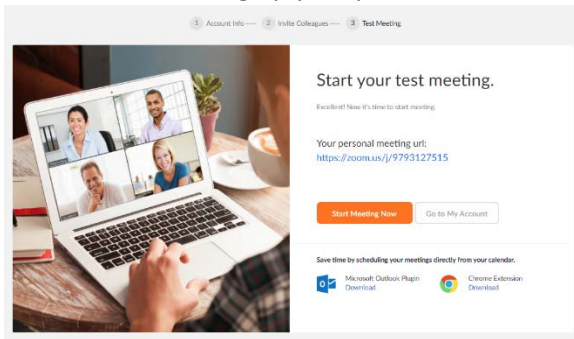 1 Account Info 2 Invite Colleagues 3 Test Meeting
Start your test meeting.
Excellent! Now it's time to start meeting.
Your personal meeting url:
https://zoom.us/j/9793127515
Start Meeting Now Go to My Account
Save time by scheduling your meetings directly from your calendar.
Microsoft Outlook Plugin
Download
Chrome Extension
Download